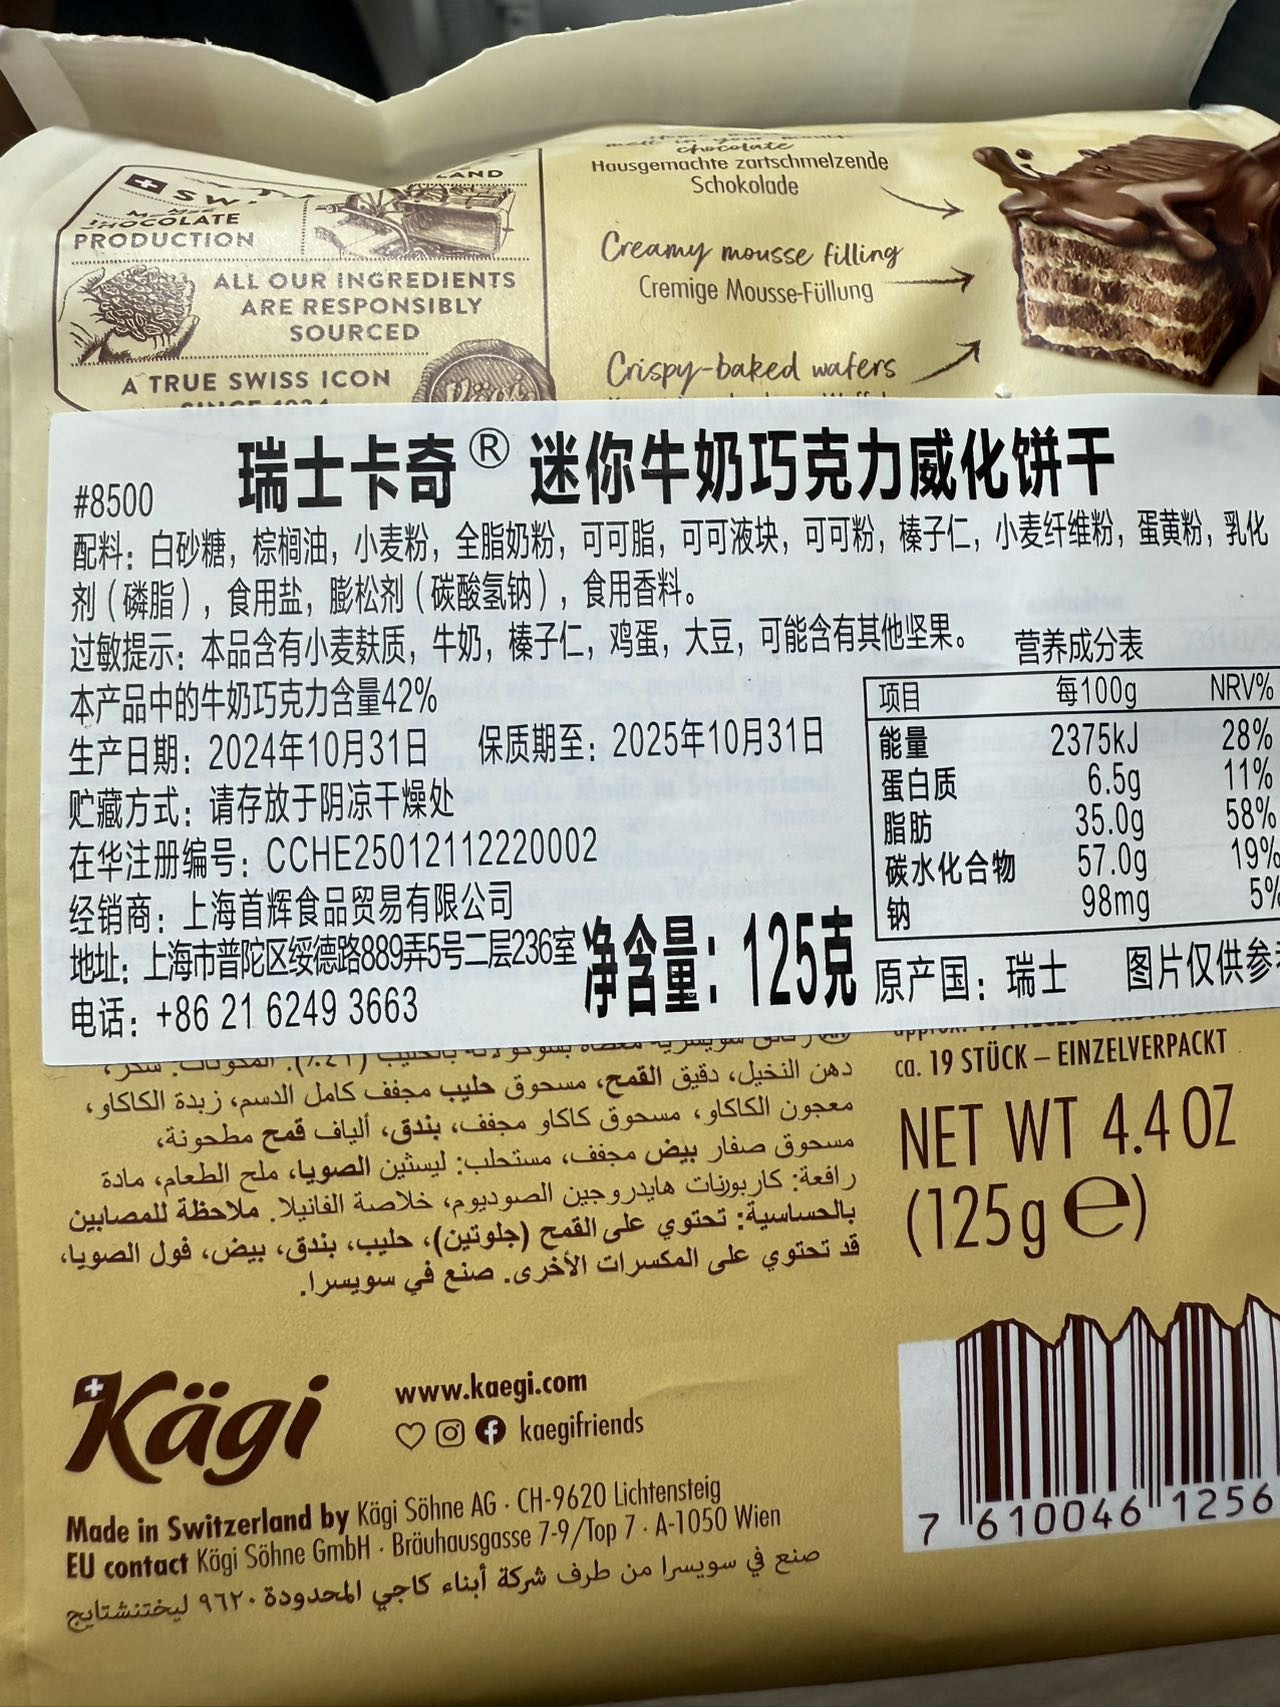 LAND
SW
CHOCOLATE
PRODUCTION
ALL OUR INGREDIENTS
ARE RESPONSIBLY
SOURCED
A TRUE SWISS ICON
SINCE 1934
melt in your mouth
chocolate
Hausgemachte zartschmelzende
Schokolade
Creamy mousse filling
Cremige Mousse-Füllung
Crispy-baked wafers
#8500
瑞士卡奇® 迷你牛奶巧克力威化饼干
配料：白砂糖，棕榈油，小麦粉，全脂奶粉，可可脂，可可液块，可可粉，榛子仁，小麦纤维粉，蛋黄粉，乳化
剂（磷脂），食用盐，膨松剂（碳酸氢钠），食用香料。
过敏提示：本品含有小麦麸质，牛奶，榛子仁，鸡蛋，大豆，可能含有其他坚果。
本产品中的牛奶巧克力含量42%
生产日期：2024年10月31日 保质期至：2025年10月31日
贮藏方式：请存放于阴凉干燥处
在华注册编号：CCHE25012112220002
经销商：上海首辉食品贸易有限公司
地址：上海市普陀区绥德路889弄5号二层236室
电话：+86 21 6249 3663
净含量：125克
营养成分表
项目 每100g NRV%
能量 2375kJ 28%
蛋白质 6.5g 11%
脂肪 35.0g 58%
碳水化合物 57.0g 19%
钠 98mg 5%
原产国：瑞士 图片仅供参
دهن النخيل، دقيق القمح، مسحوق حليب مجفف كامل الدسم، زبدة الكاكاو،
معجون الكاكاو، مسحوق كاكاو مجفف، بندق، ألياف قمح مطحونة،
مسحوق صفار بيض مجفف، مستحلب: ليسثين الصويا، ملح الطعام، مادة
رافعة: كاربونات هايدروجين الصوديوم، خلاصة الفانيلا. ملاحظة للمصابين
بالحساسية: تحتوي على القمح (جلوتين)، حليب، بندق، بيض، فول الصويا،
قد تحتوي على المكسرات الأخرى. صنع في سويسرا.
ca. 19 STÜCK – EINZELVERPACKT
NET WT 4.4 OZ
(125g ℮)
Kägi
www.kaegi.com
kaegifriends
Made in Switzerland by Kägi Söhne AG · CH-9620 Lichtensteig
EU contact Kägi Söhne GmbH · Bräuhausgasse 7-9/Top 7 · A-1050 Wien
صنع في سويسرا من طرف شركة أبناء كاجي المحدودة ٩٦٢٠ ليختنشتايج
7 610046 1256